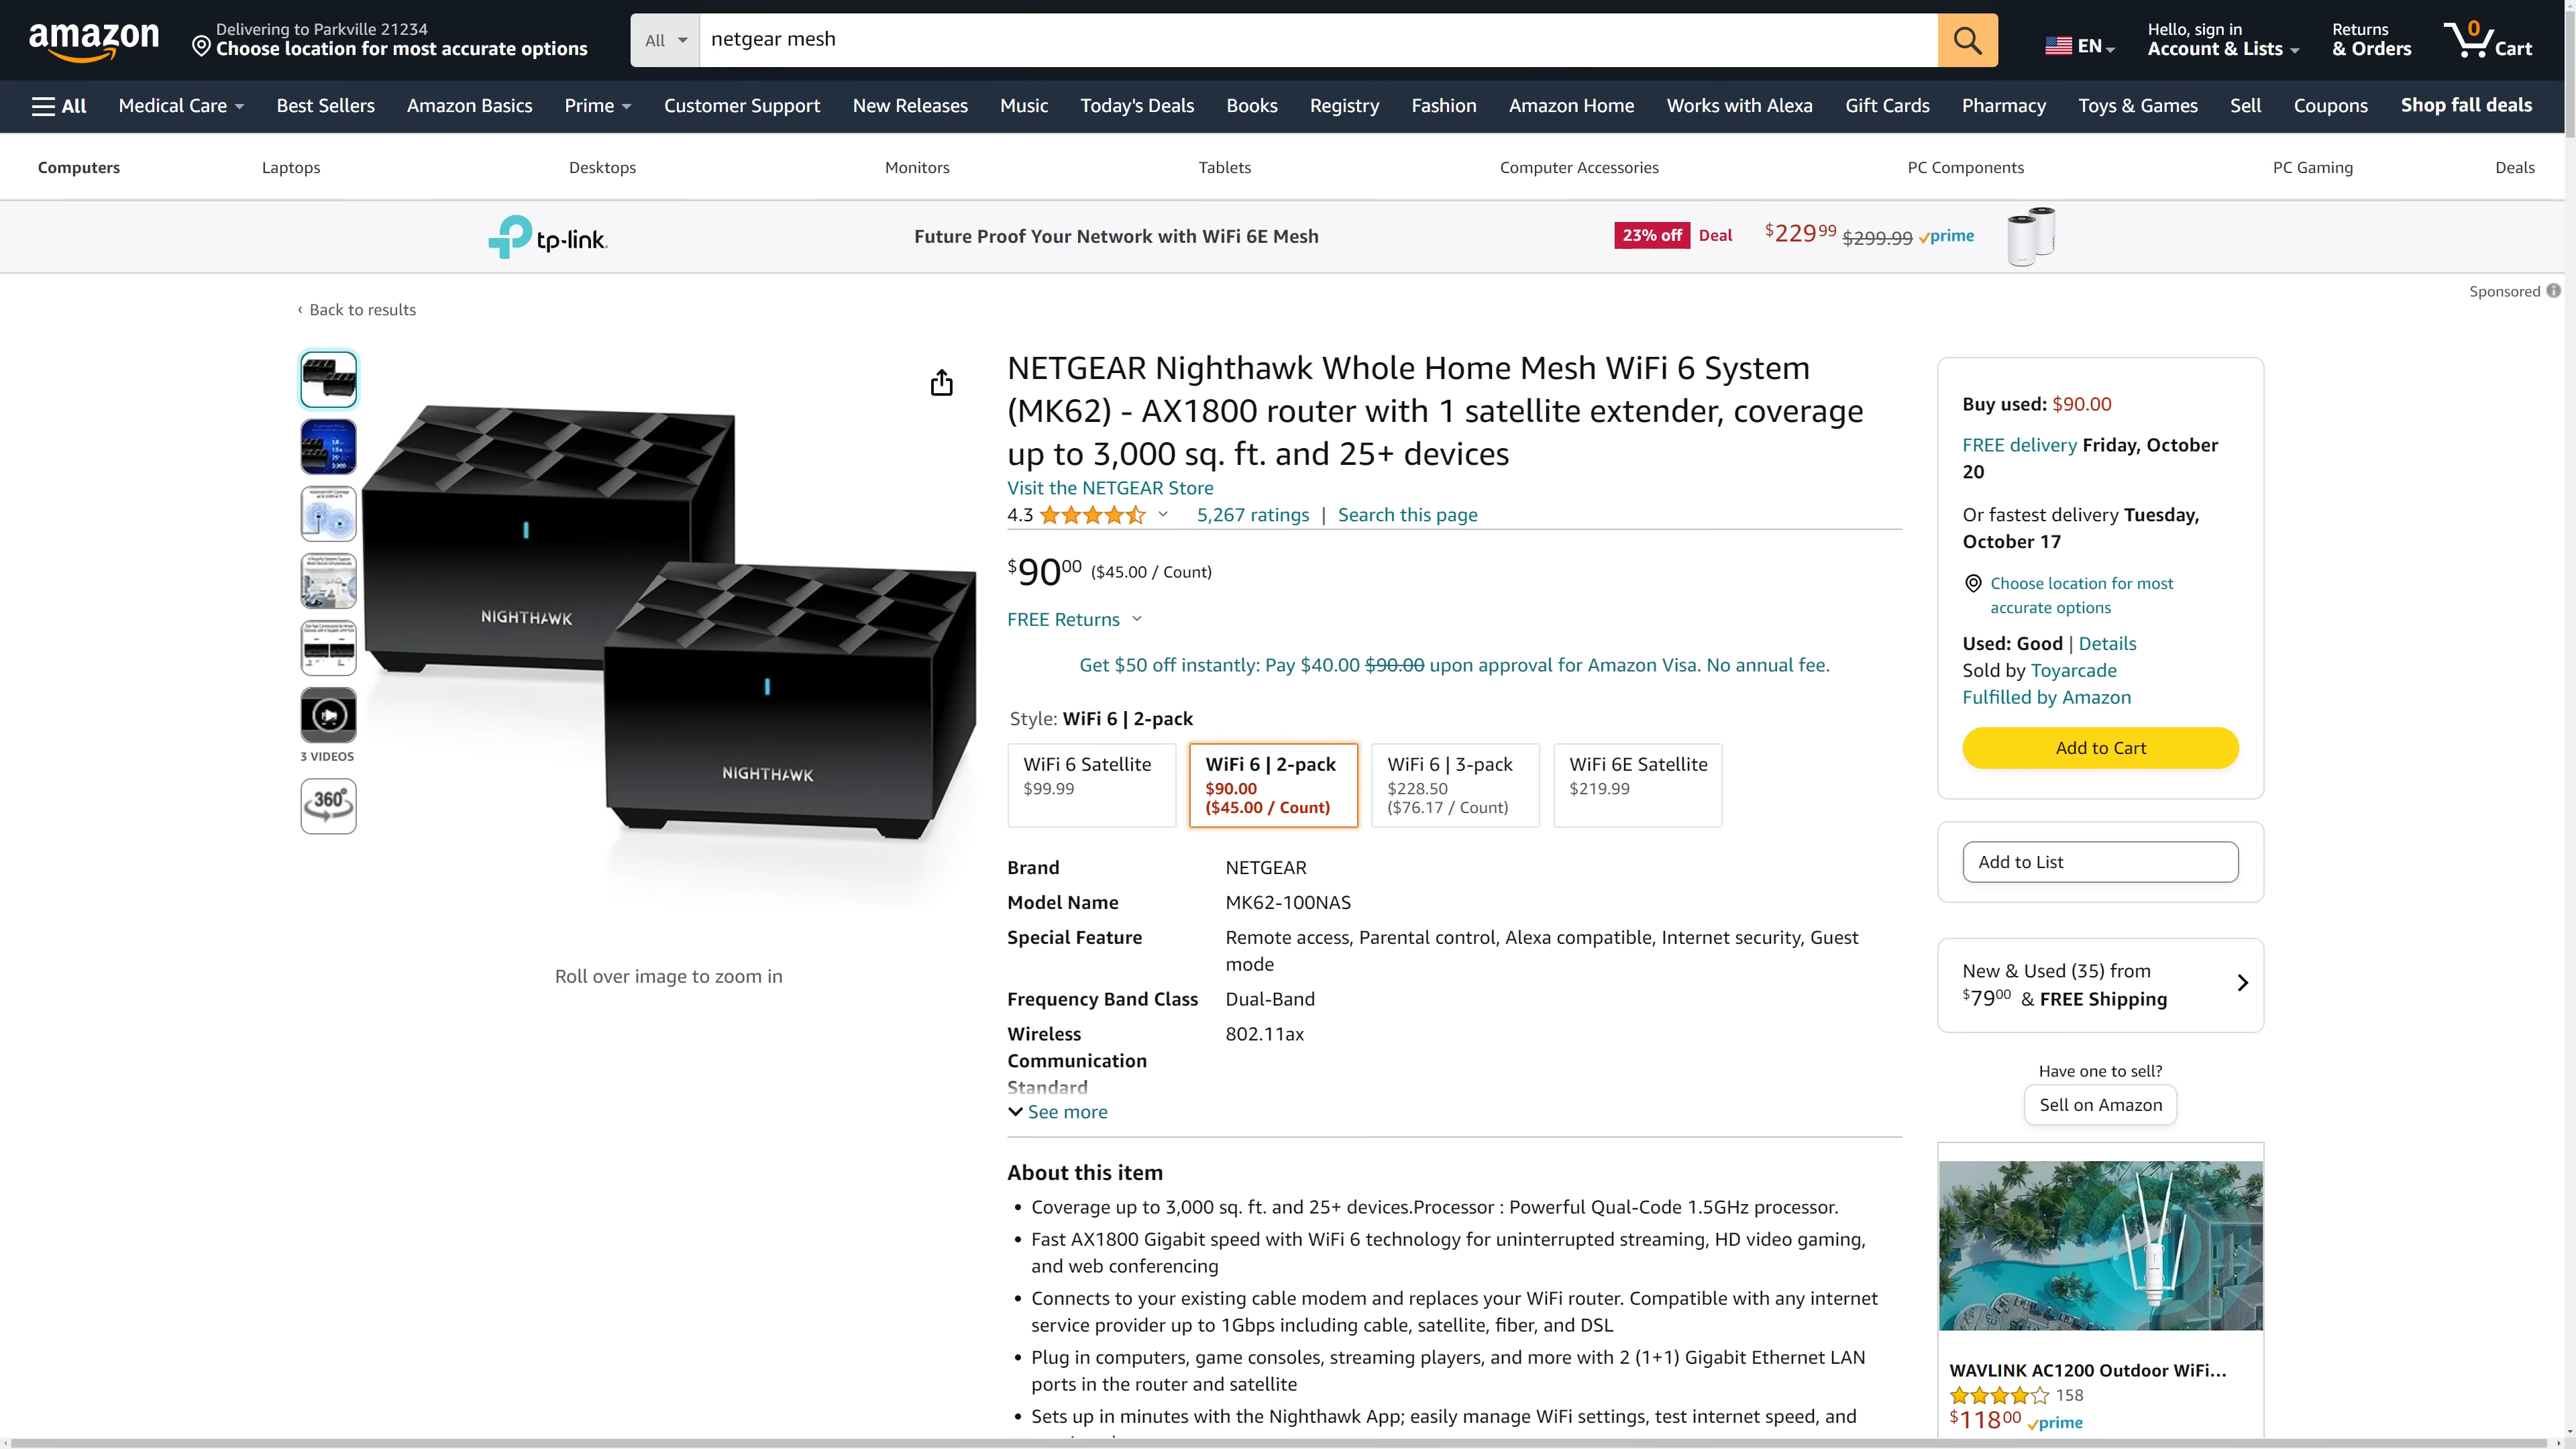 amazon
Delivering to Parkville 21234
Choose location for most accurate options
All
netgear mesh
EN
Hello, sign in
Account & Lists
Returns
& Orders
0
Cart
All
Medical Care
Best Sellers
Amazon Basics
Prime
Customer Support
New Releases
Music
Today's Deals
Books
Registry
Fashion
Amazon Home
Works with Alexa
Gift Cards
Pharmacy
Toys & Games
Sell
Coupons
Shop fall deals
Computers
Laptops
Desktops
Monitors
Tablets
Computer Accessories
PC Components
PC Gaming
Deals
tp-link
Future Proof Your Network with WiFi 6E Mesh
23% off
Deal
$229 99 $299.99 prime
Sponsored
‹ Back to results
3 VIDEOS
360°
NIGHTHAWK
NIGHTHAWK
Roll over image to zoom in
NETGEAR Nighthawk Whole Home Mesh WiFi 6 System
(MK62) - AX1800 router with 1 satellite extender, coverage
up to 3,000 sq. ft. and 25+ devices
Visit the NETGEAR Store
4.3
5,267 ratings | Search this page
$90 00 ($45.00 / Count)
FREE Returns
Get $50 off instantly: Pay $40.00 $90.00 upon approval for Amazon Visa. No annual fee.
Style: WiFi 6 | 2-pack
WiFi 6 Satellite
$99.99
WiFi 6 | 2-pack
$90.00
($45.00 / Count)
WiFi 6 | 3-pack
$228.50
($76.17 / Count)
WiFi 6E Satellite
$219.99
Brand NETGEAR
Model Name MK62-100NAS
Special Feature Remote access, Parental control, Alexa compatible, Internet security, Guest
mode
Frequency Band Class Dual-Band
Wireless 802.11ax
Communication
Standard
See more
About this item
• Coverage up to 3,000 sq. ft. and 25+ devices.Processor : Powerful Qual-Code 1.5GHz processor.
• Fast AX1800 Gigabit speed with WiFi 6 technology for uninterrupted streaming, HD video gaming,
and web conferencing
• Connects to your existing cable modem and replaces your WiFi router. Compatible with any internet
service provider up to 1Gbps including cable, satellite, fiber, and DSL
• Plug in computers, game consoles, streaming players, and more with 2 (1+1) Gigabit Ethernet LAN
ports in the router and satellite
• Sets up in minutes with the Nighthawk App; easily manage WiFi settings, test internet speed, and
Buy used: $90.00
FREE delivery Friday, October
20
Or fastest delivery Tuesday,
October 17
Choose location for most
accurate options
Used: Good | Details
Sold by Toyarcade
Fulfilled by Amazon
Add to Cart
Add to List
New & Used (35) from
$79 00 & FREE Shipping
Have one to sell?
Sell on Amazon
WAVLINK AC1200 Outdoor WiFi...
158
$118 00 prime